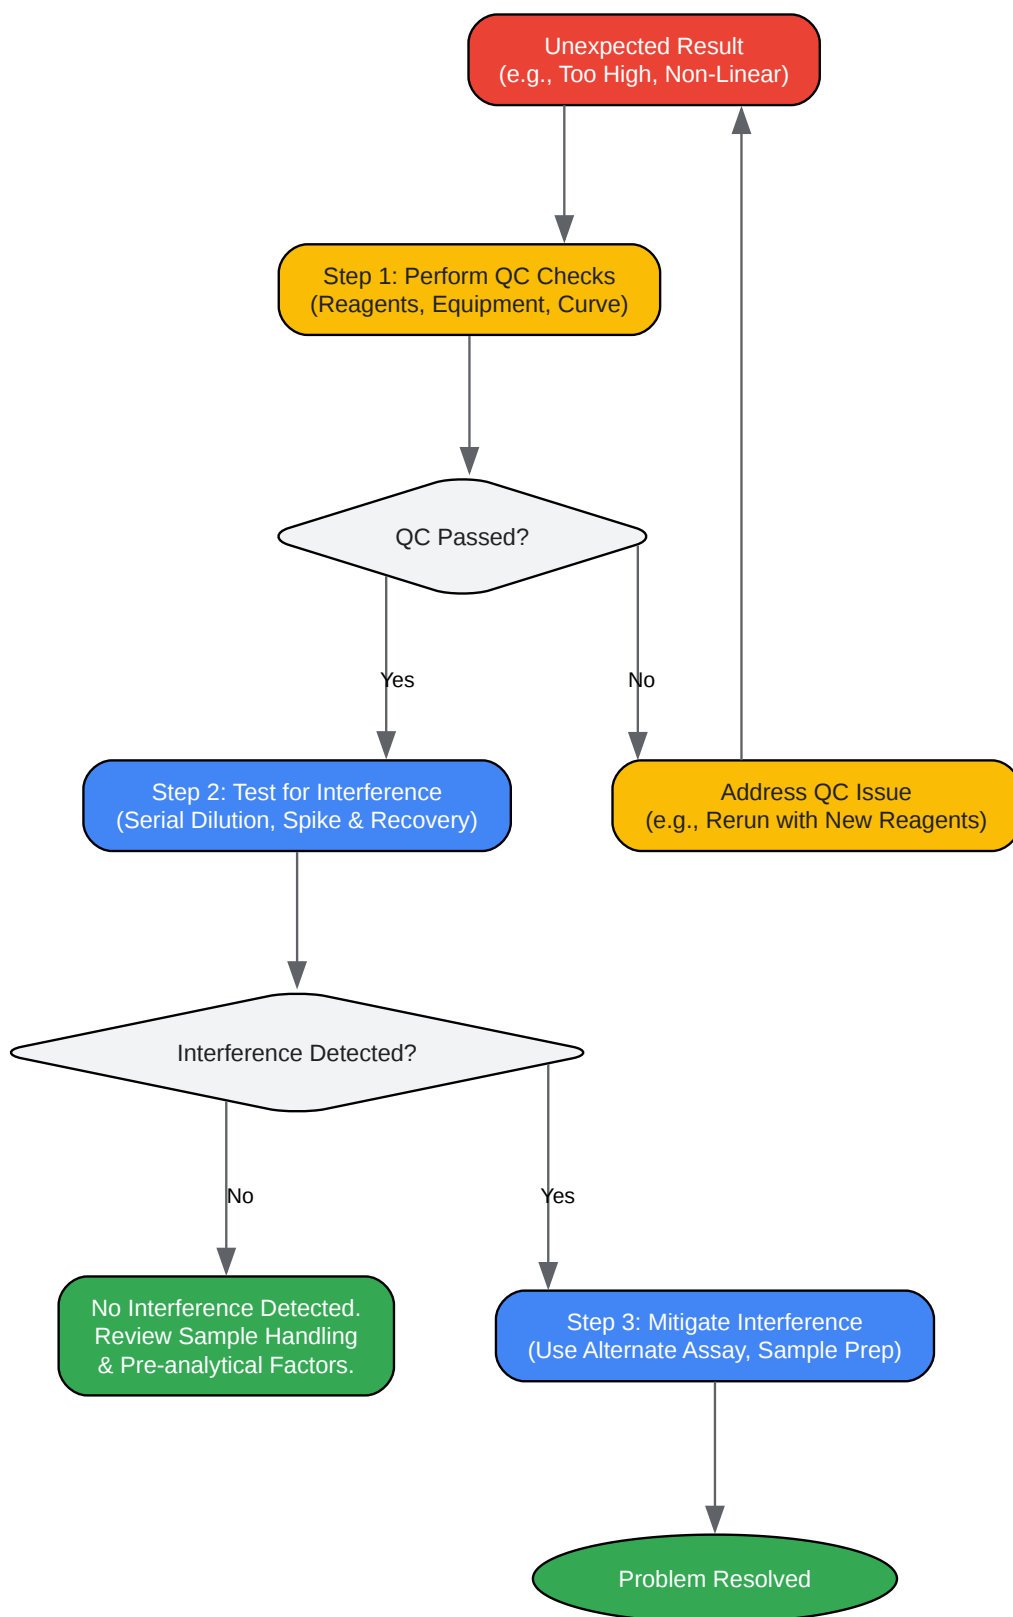 Unexpected Result
(e.g., Too High, Non-Linear)
Step 1: Perform QC Checks
(Reagents, Equipment, Curve)
QC Passed?
Yes
No
Step 2: Test for Interference
(Serial Dilution, Spike & Recovery)
Address QC Issue
(e.g., Rerun with New Reagents)
Interference Detected?
No
Yes
No Interference Detected.
Review Sample Handling
& Pre-analytical Factors.
Step 3: Mitigate Interference
(Use Alternate Assay, Sample Prep)
Problem Resolved